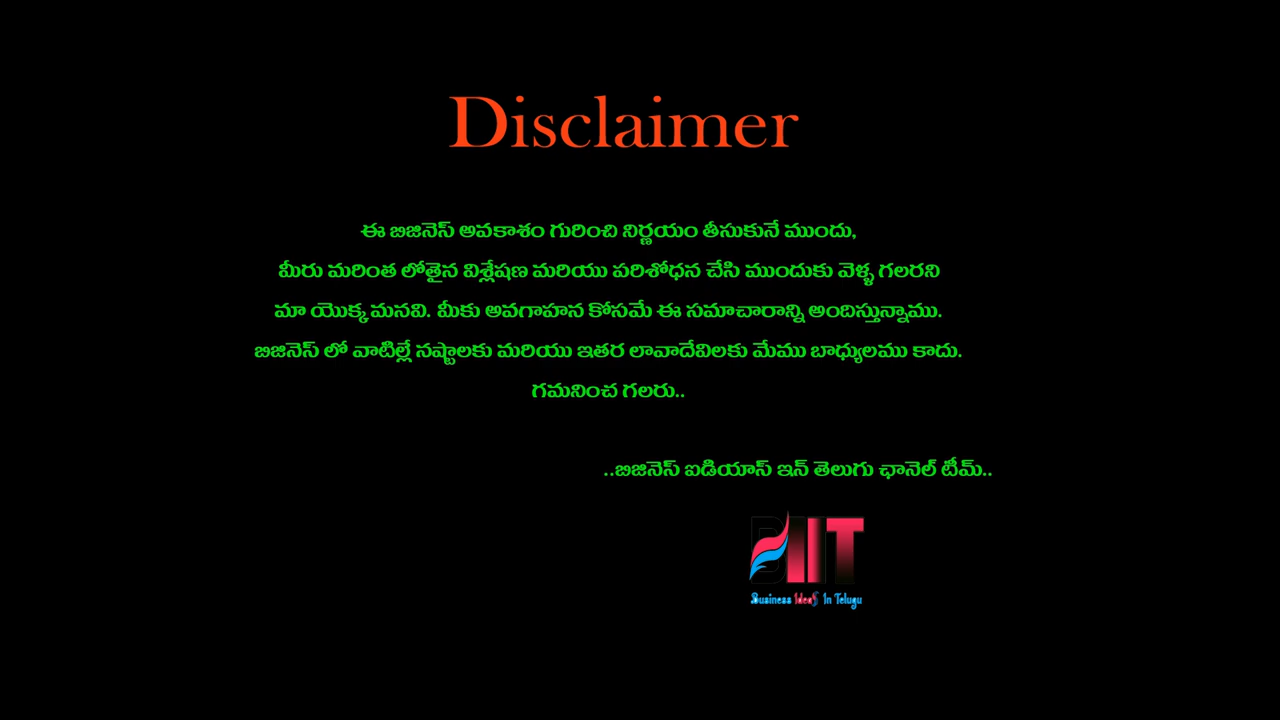 Disclaimer
ఈ బిజినెస్ అవకాశం గురించి నిర్ణయం తీసుకునే ముందు,
మీరు మరింత లోతైన విశ్లేషణ మరియు పరిశోధన చేసి ముందుకు వెళ్ళ గలరని
మా యొక్క మనవి. మీకు అవగాహన కోసమే ఈ సమాచారాన్ని అందిస్తున్నాము.
బిజినెస్ లో వాటిల్లే నష్టాలకు మరియు ఇతర లావాదేవిలకు మేము బాధ్యులము కాదు.
గమనించ గలరు..
..బిజినెస్ ఐడియాస్ ఇన్ తెలుగు ఛానెల్ టీమ్..
BIIT
Business Ideas In Telugu